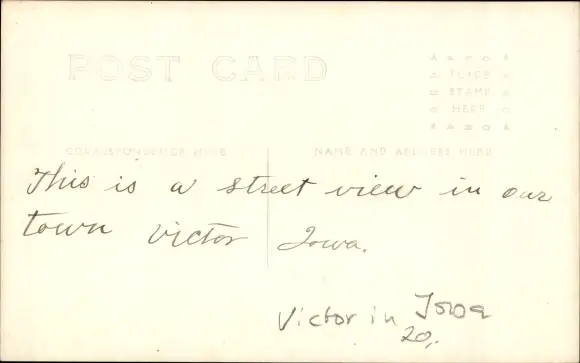 POST CARD
PLACE
STAMP
HERE
CORRESPONDENCE HERE
NAME AND ADDRESS HERE
This is a street view in our
town Victor Iowa.
Victor in Iowa
20,.